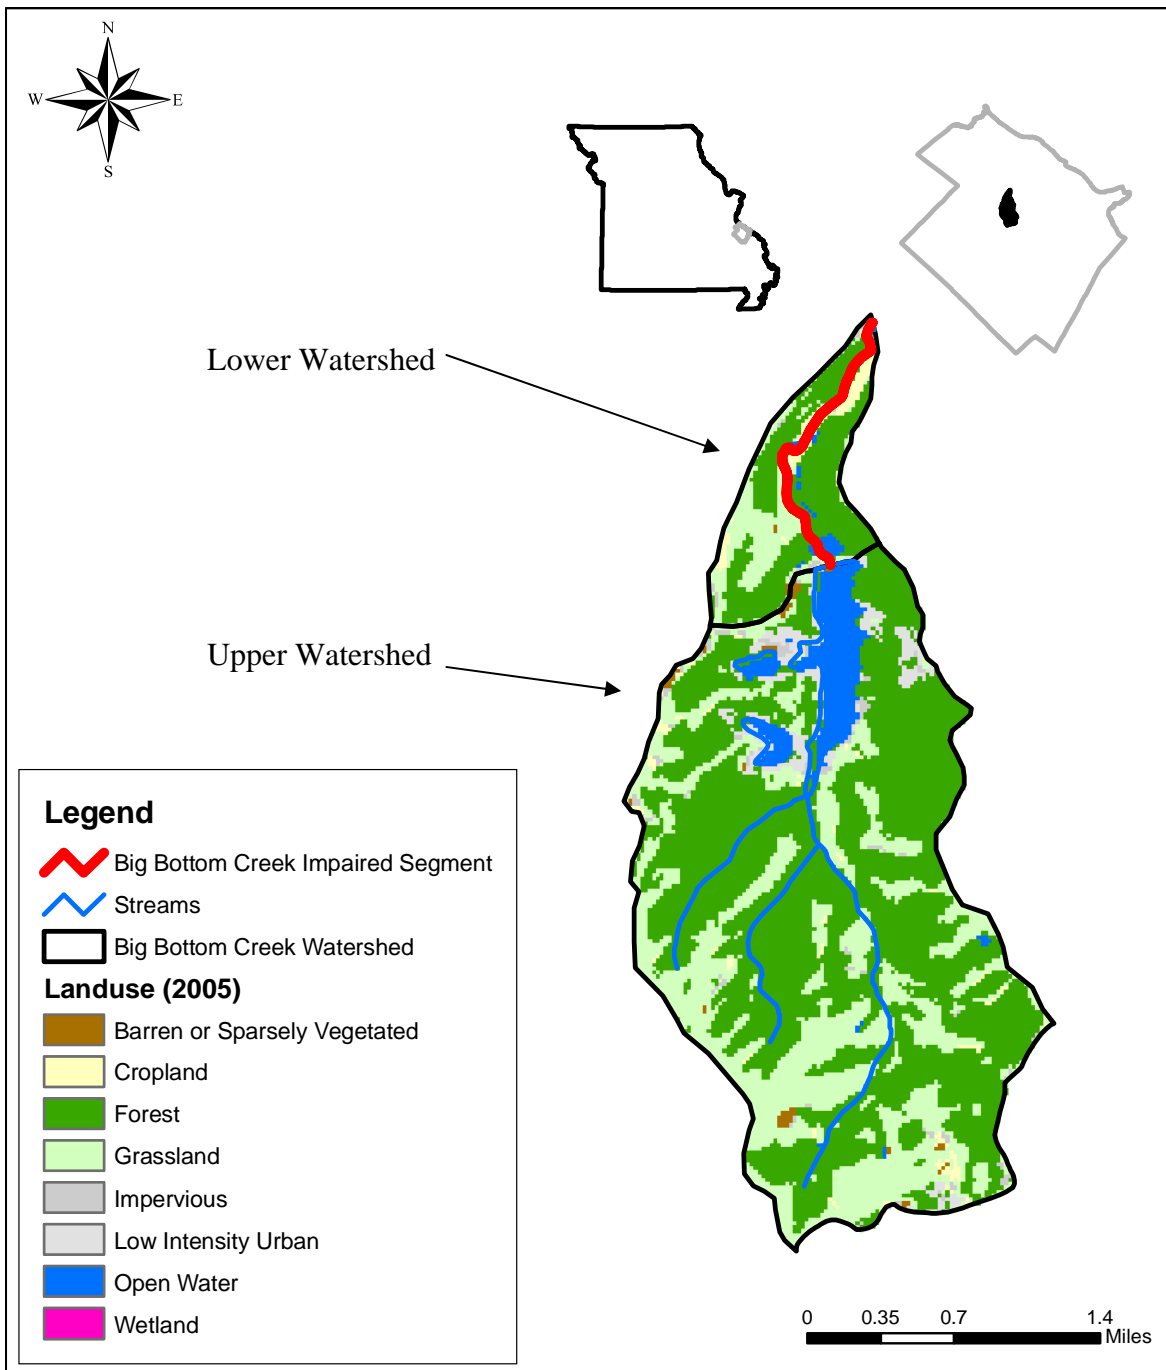 N
W
E
S
Lower Watershed
Upper Watershed
Legend
Big Bottom Creek Impaired Segment
Streams
Big Bottom Creek Watershed
Landuse (2005)
Barren or Sparsely Vegetated
Cropland
Forest
Grassland
Impervious
Low Intensity Urban
Open Water
Wetland
0 0.35 0.7 1.4
Miles